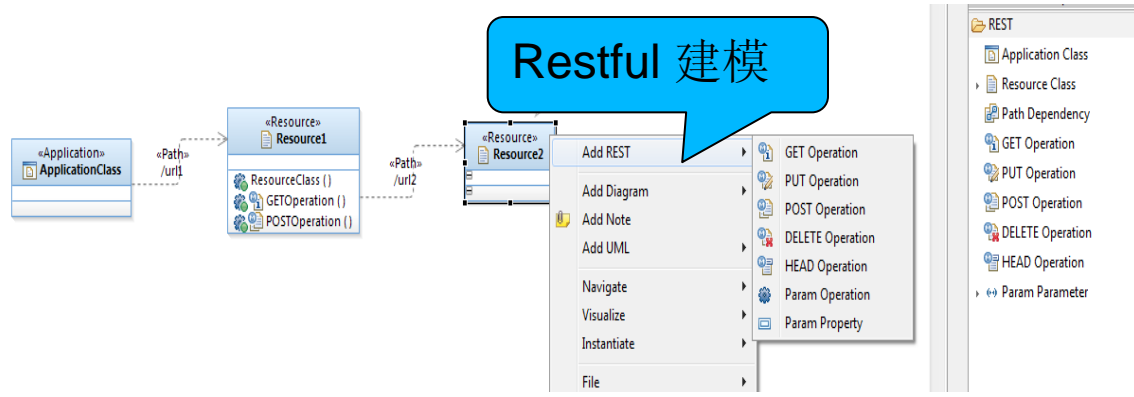 Restful 建模
«Application»
ApplicationClass
«Path»
/url1
«Resource»
Resource1
ResourceClass ( )
GETOperation ( )
POSTOperation ( )
«Path»
/url2
«Resource»
Resource2
Add REST
Add Diagram
Add Note
Add UML
Navigate
Visualize
Instantiate
File
GET Operation
PUT Operation
POST Operation
DELETE Operation
HEAD Operation
Param Operation
Param Property
REST
Application Class
Resource Class
Path Dependency
GET Operation
PUT Operation
POST Operation
DELETE Operation
HEAD Operation
Param Parameter